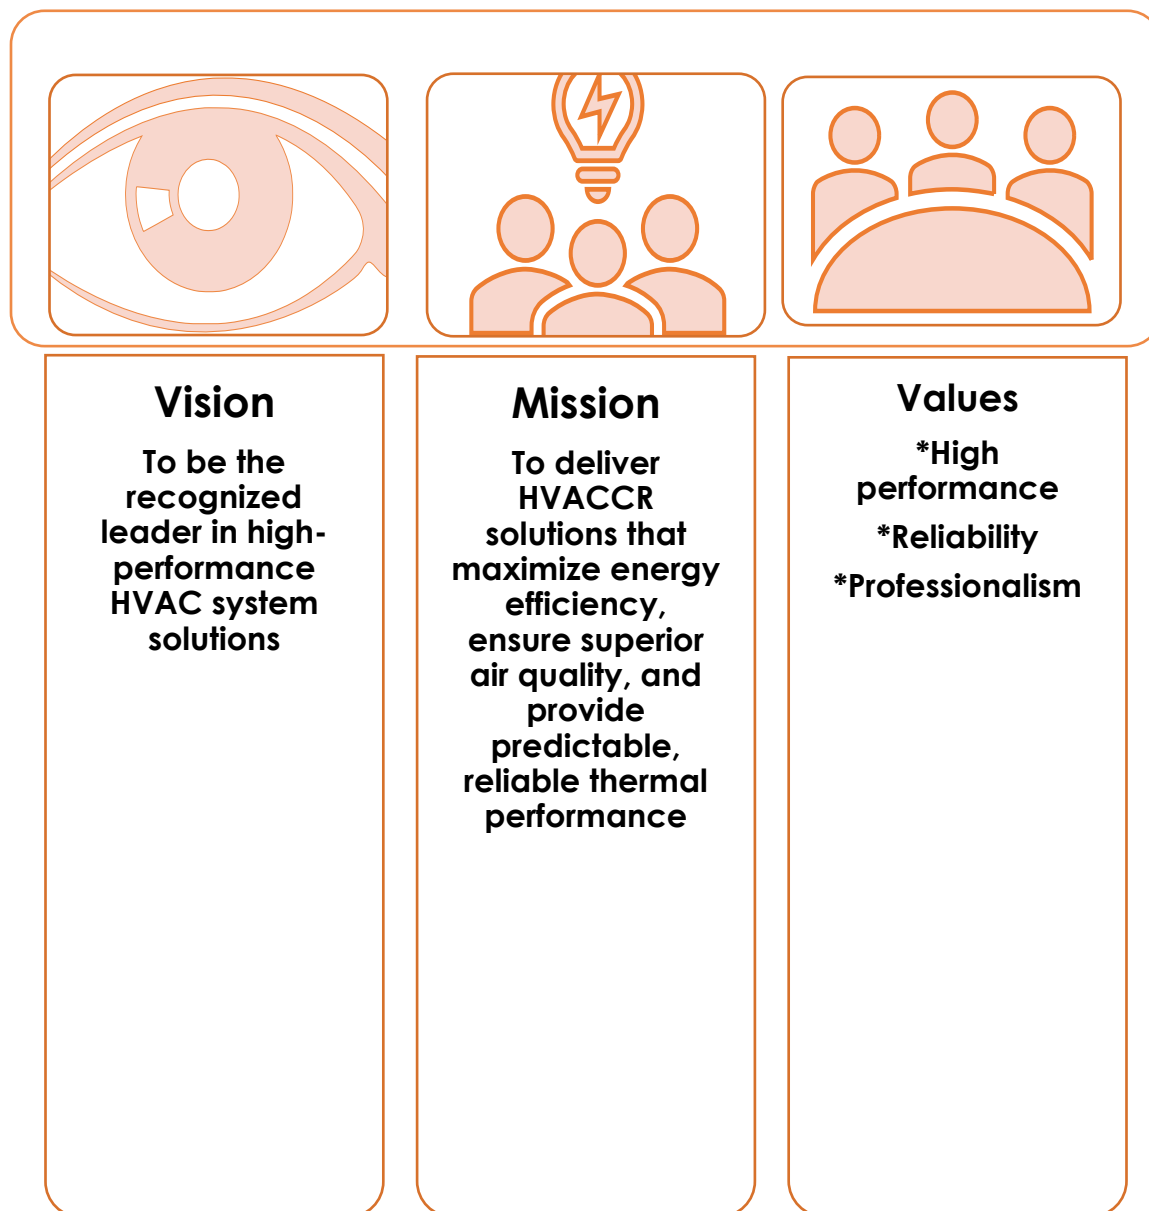 Vision
To be the
recognized
leader in high-
performance
HVAC system
solutions
Mission
To deliver
HVACCR
solutions that
maximize energy
efficiency,
ensure superior
air quality, and
provide
predictable,
reliable thermal
performance
Values
*High
performance
*Reliability
*Professionalism